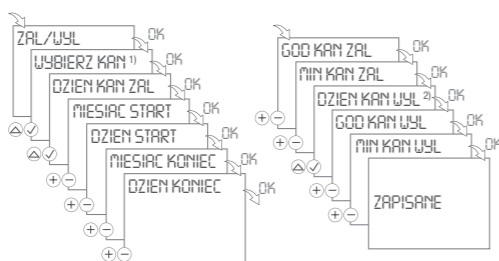 ZAL/WYL OK
WYBIERZ KAN 1) OK
DZIEN KAN ZAL OK
MIESIAC START OK
DZIEN START OK
MIESIAC KONIEC OK
DZIEN KONIEC OK
GOD KAN ZAL OK
MIN KAN ZAL OK
DZIEN KAN WYL 2) OK
GOD KAN WYL OK
MIN KAN WYL OK
ZAPISANE